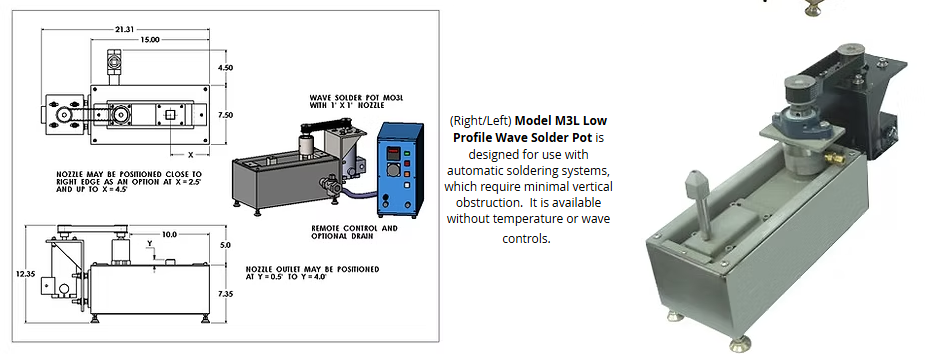 21.31
15.00
4.50
7.50
X
NOZZLE MAY BE POSITIONED CLOSE TO
RIGHT EDGE AS AN OPTION AT X = 2.5'
AND UP TO X = 4.5'
WAVE SOLDER POT MO3L
WITH 1' X 1' NOZZLE
REMOTE CONTROL AND
OPTIONAL DRAIN
10.0
Y
5.0
12.35
7.35
NOZZLE OUTLET MAY BE POSITIONED
AT Y = 0.5' TO Y = 4.0'
(Right/Left) Model M3L Low
Profile Wave Solder Pot is
designed for use with
automatic soldering systems,
which require minimal vertical
obstruction.  It is available
without temperature or wave
controls.